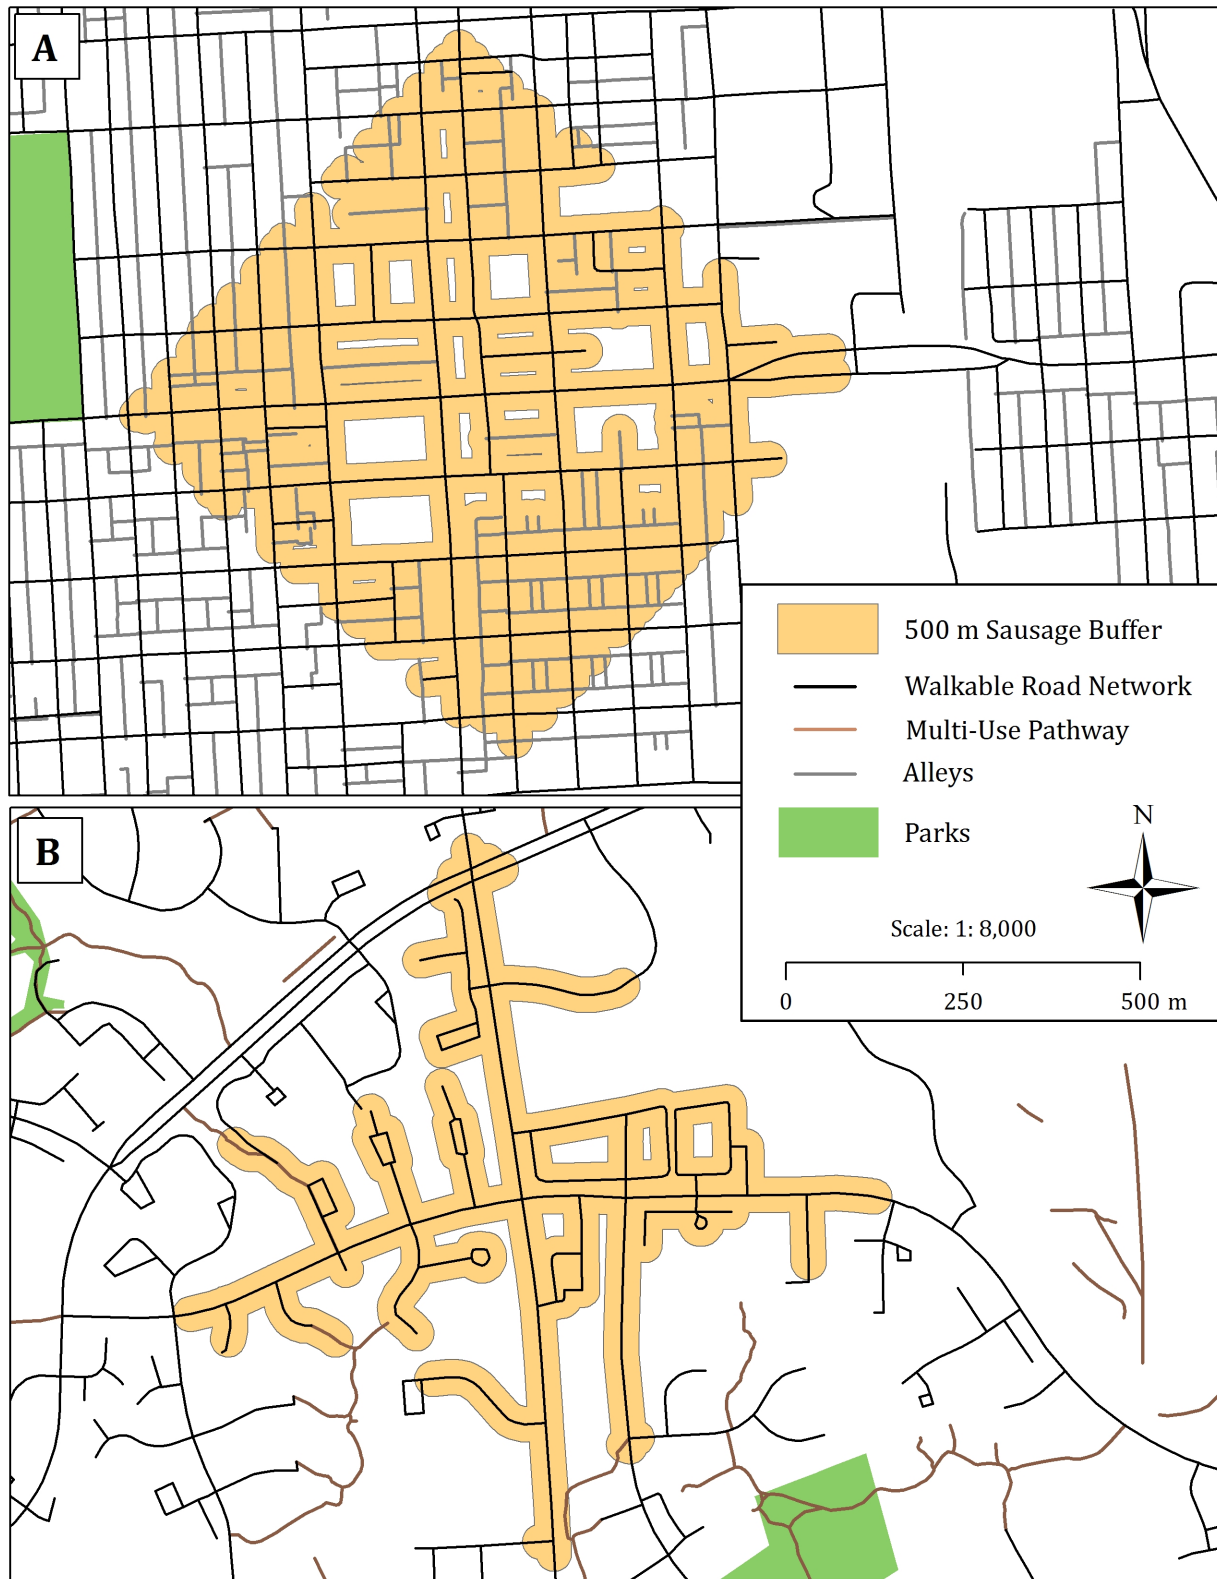 A
500 m Sausage Buffer
Walkable Road Network
Multi-Use Pathway
Alleys
Parks
N
B
Scale: 1: 8,000
0 250 500 m